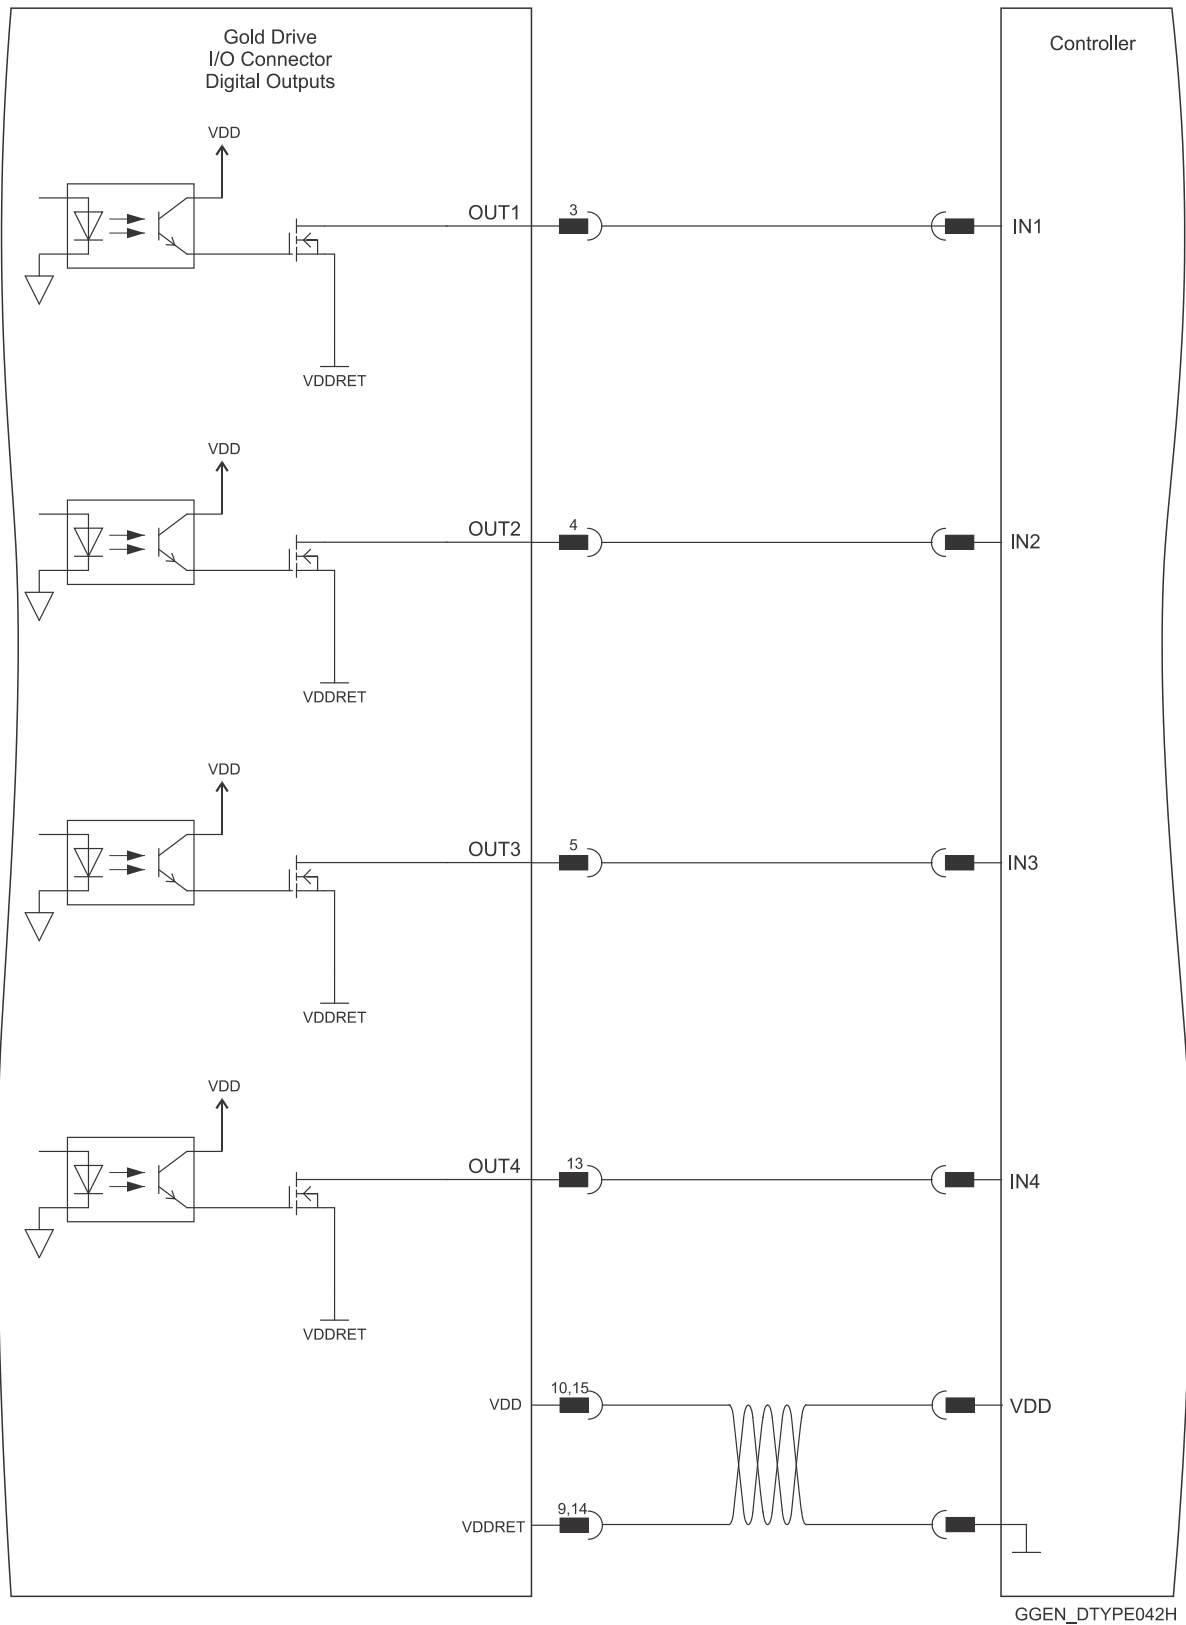 Gold Drive
I/O Connector
Digital Outputs
Controller
VDD
OUT1
3
IN1
VDDRET
VDD
OUT2
4
IN2
VDDRET
VDD
OUT3
5
IN3
VDDRET
VDD
OUT4
13
IN4
VDDRET
VDD
10,15
VDD
VDDRET
9,14
GGEN_DTYPE042H